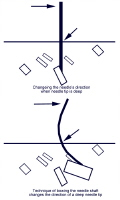 Changeing the needle's direction
when needle tip is deep
Technique of bowing the needle shaft
changes the direction of a deep needle tip